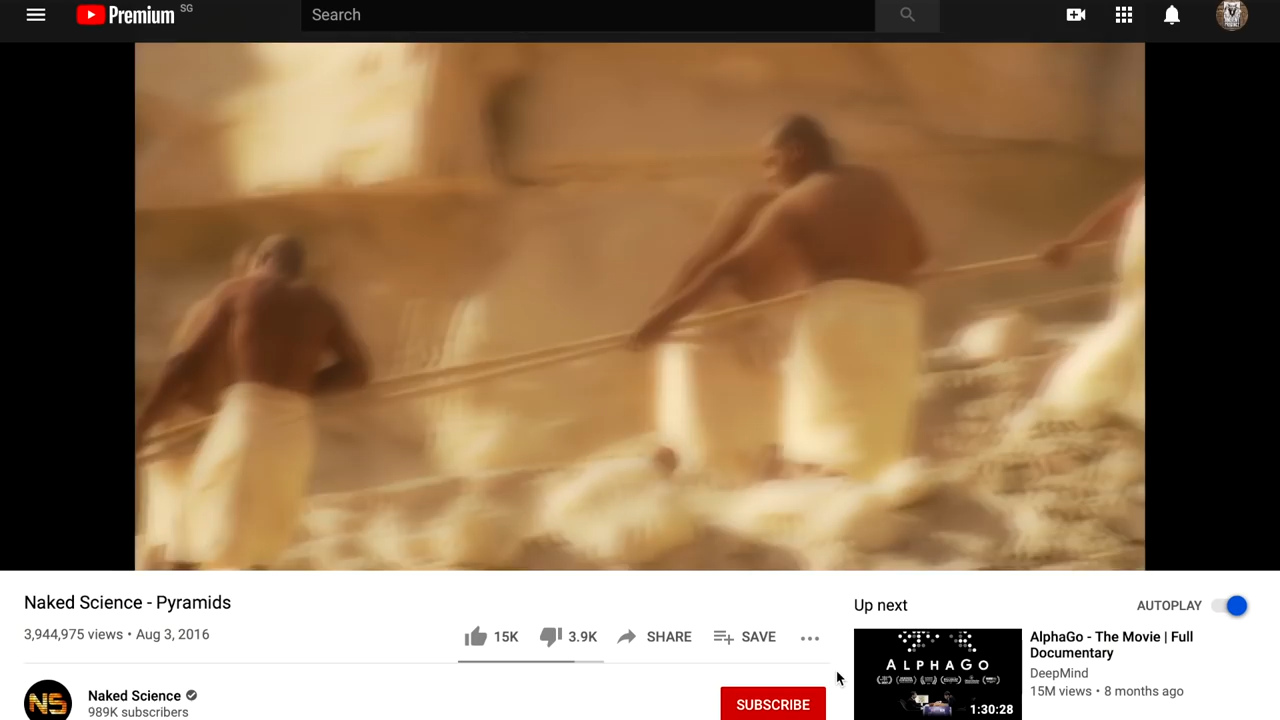 Premium SG
Search
Naked Science - Pyramids
3,944,975 views • Aug 3, 2016
15K
3.9K
SHARE
SAVE
NS
Naked Science
989K subscribers
SUBSCRIBE
Up next
AUTOPLAY
ALPHAGO
1:30:28
AlphaGo - The Movie | Full
Documentary
DeepMind
15M views • 8 months ago